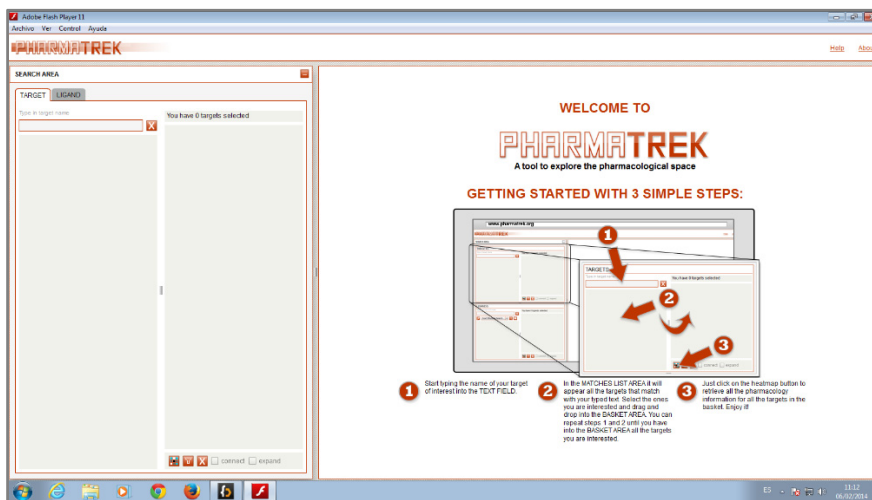 Adobe Flash Player 11
Archivo Ver Control Ayuda
PHARMATREK
Help Abou
SEARCH AREA
TARGET LIGAND
Type in target name
X
You have 0 targets selected
X
connect expand
WELCOME TO
PHARMATREK
A tool to explore the pharmacological space
GETTING STARTED WITH 3 SIMPLE STEPS:
www.pharmatrek.org
1
TARGETS
Type in target name
X
You have 0 targets selected
2
3
connect expand
1
Start typing the name of your target
of interest into the TEXT FIELD.
2
In the MATCHES LIST AREA it will
appear all the targets that match
with your typed text. Select the ones
you are interested and drag and
drop into the BASKET AREA. You can
repeat steps 1 and 2 until you have
into the BASKET AREA all the targets
you are interested.
3
Just click on the heatmap button to
retrieve all the pharmacology
information for all the targets in the
basket. Enjoy it!
ES
11:12
06/02/2014